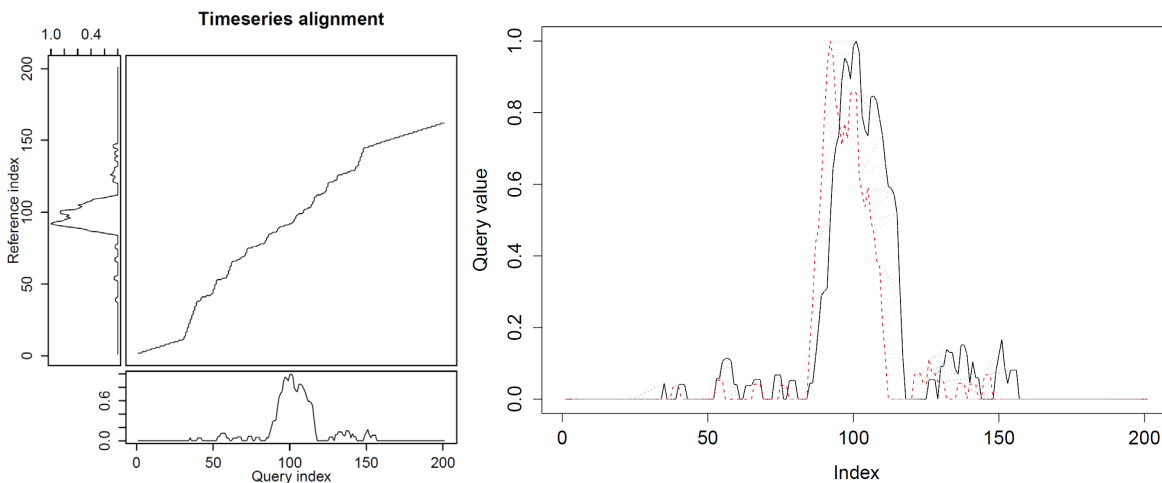 Timeseries alignment
1.0 0.4
Reference index
200
150
100
50
0
0.6
0.0
0 50 100 150 200
Query index
Query value
1.0
0.8
0.6
0.4
0.2
0.0
0 50 100 150 200
Index